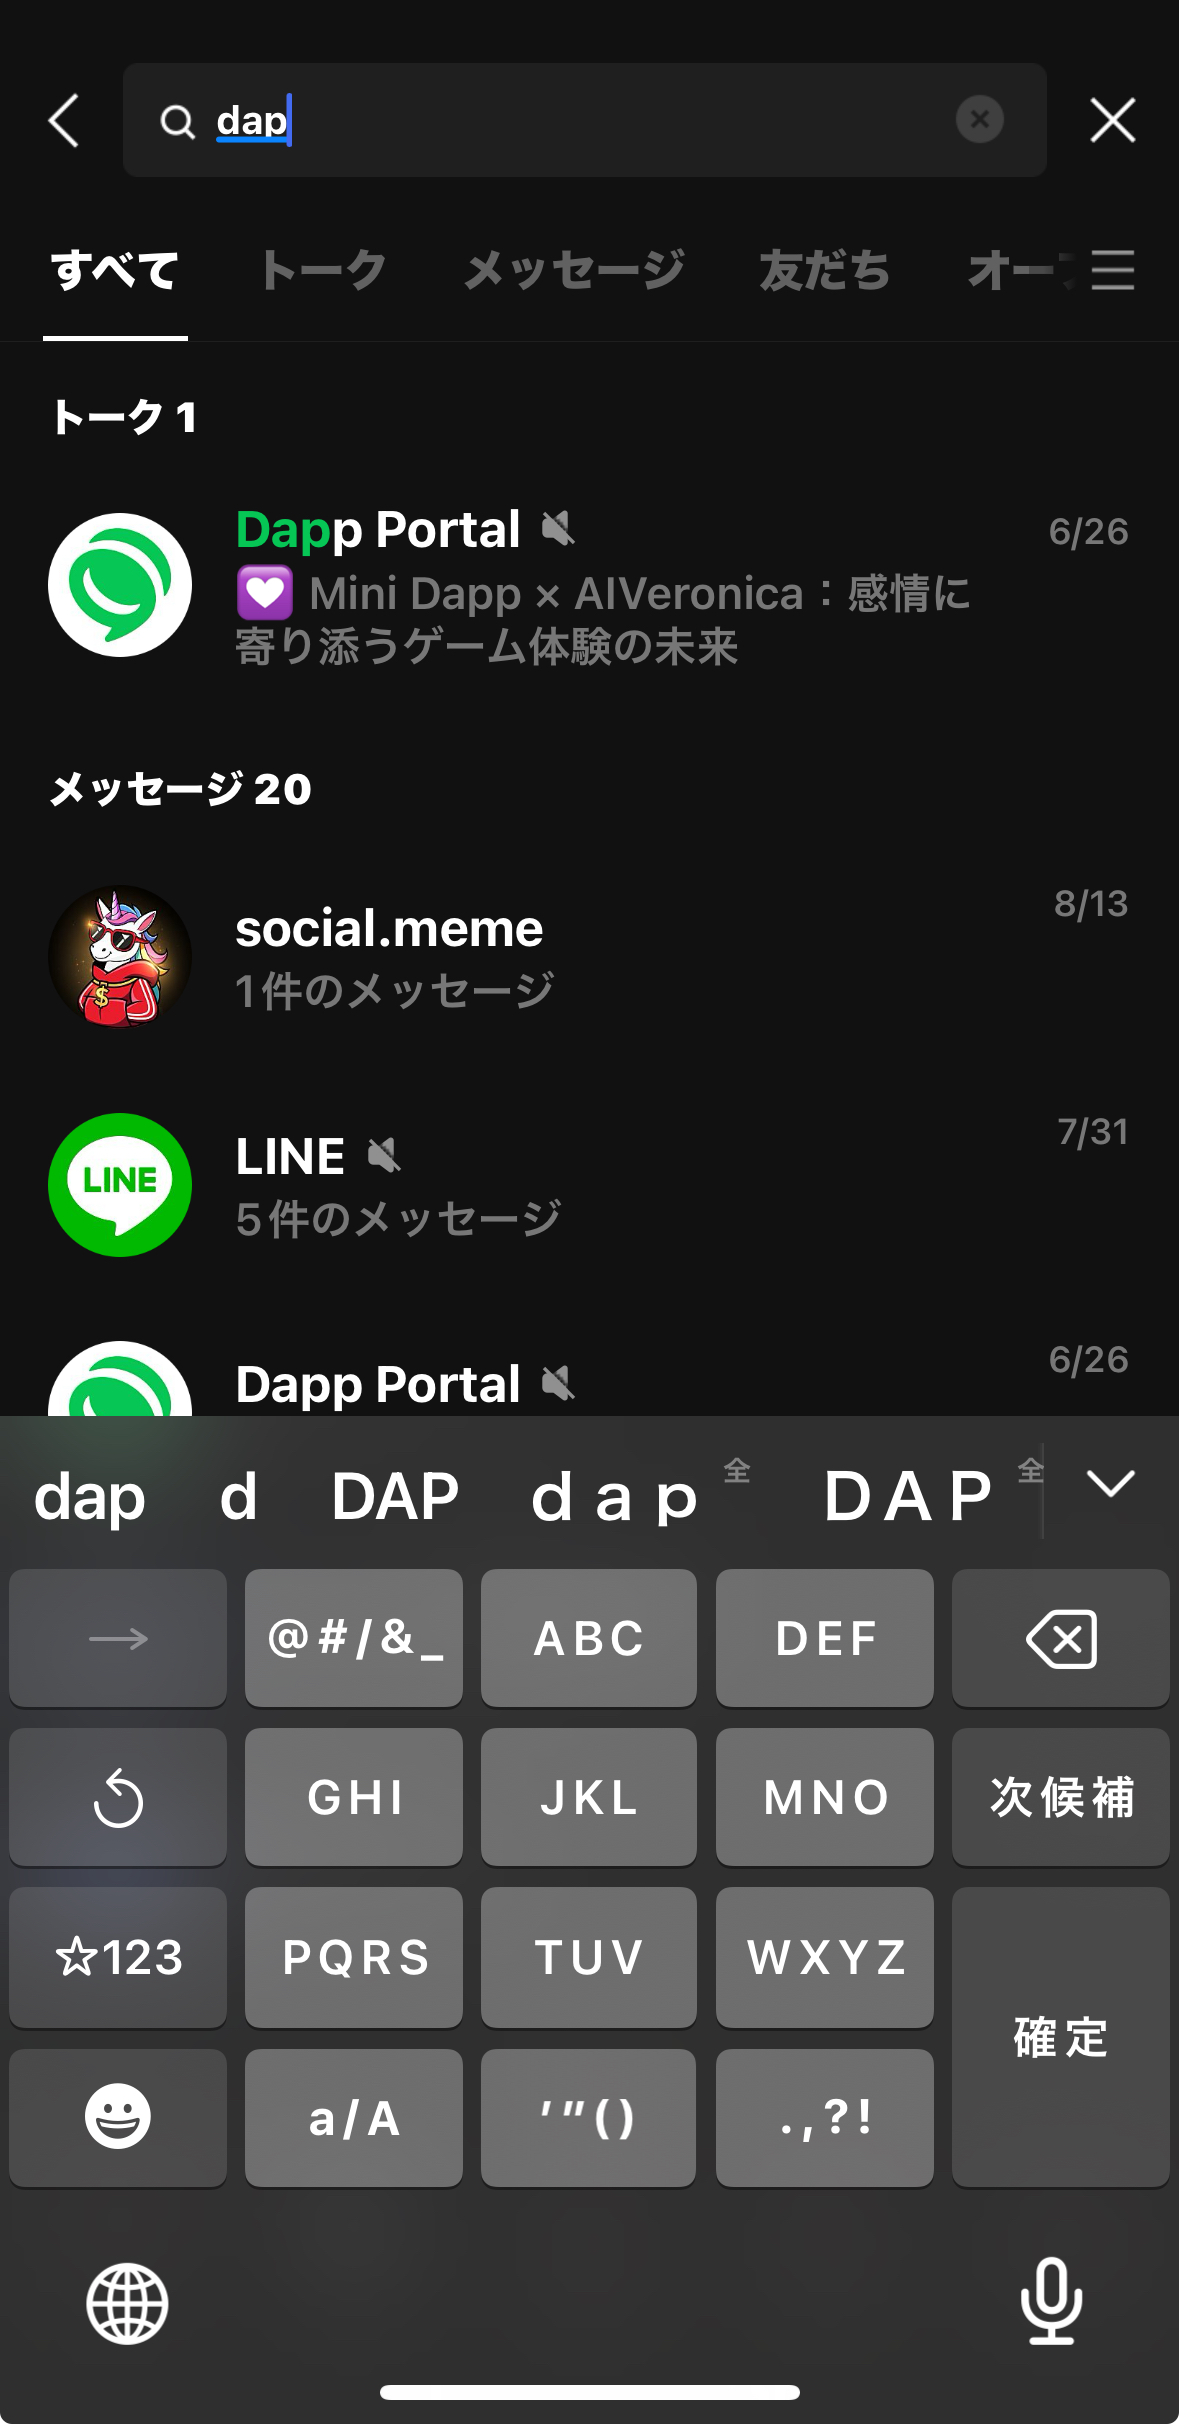 dap
すべて トーク メッセージ 友だち オー
トーク 1
Dapp Portal
6/26
💜 Mini Dapp × AIVeronica：感情に
寄り添うゲーム体験の未来
メッセージ 20
social.meme
8/13
1件のメッセージ
$
LINE
LINE
7/31
5件のメッセージ
Dapp Portal
6/26
dap d DAP ｄａｐ 全 ＤＡＰ 全
→ @#/&_ ABC DEF
GHI JKL MNO 次候補
☆123 PQRS TUV WXYZ
確定
a/A '"() .,?!